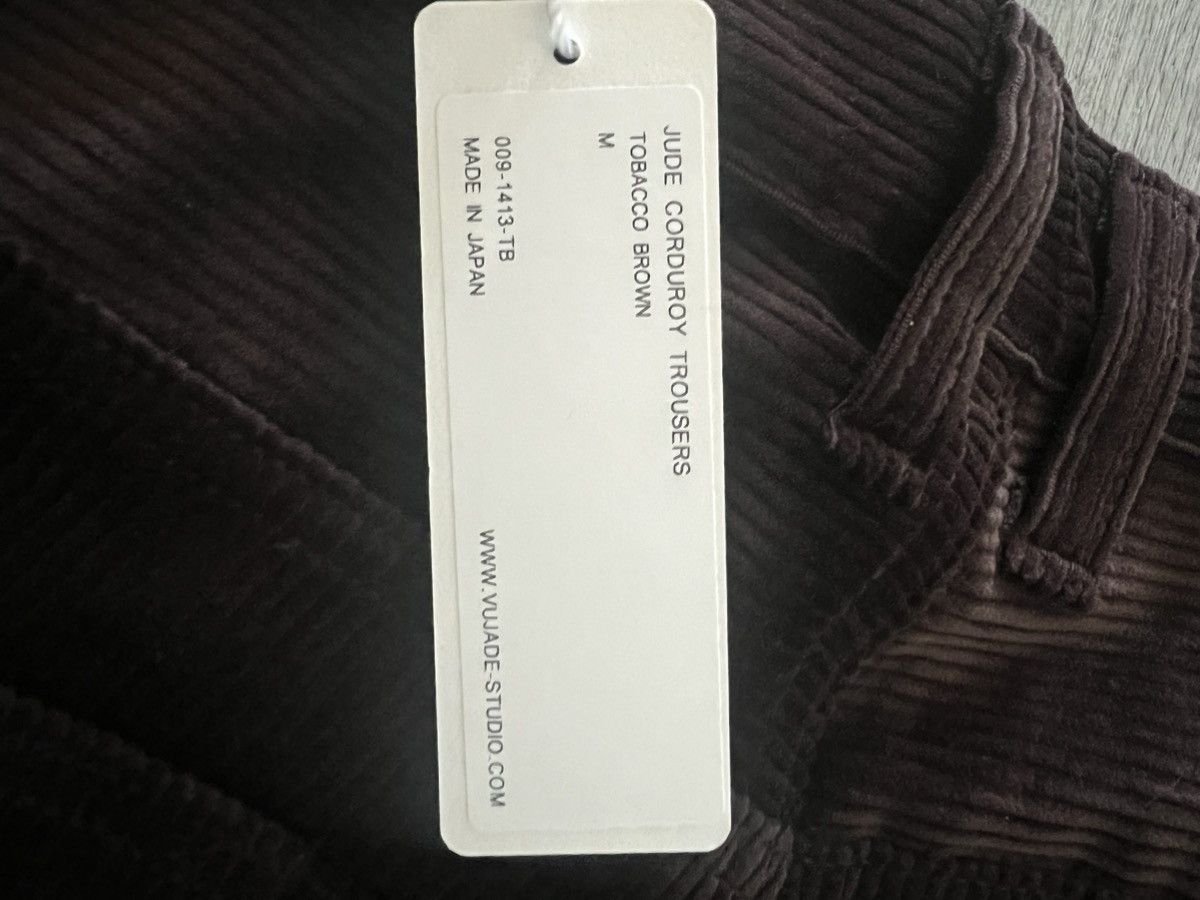 JUDE CORDUROY TROUSERS
TOBACCO BROWN
M
009-1413-TB
MADE IN JAPAN
WWW.VUJADE-STUDIO.COM